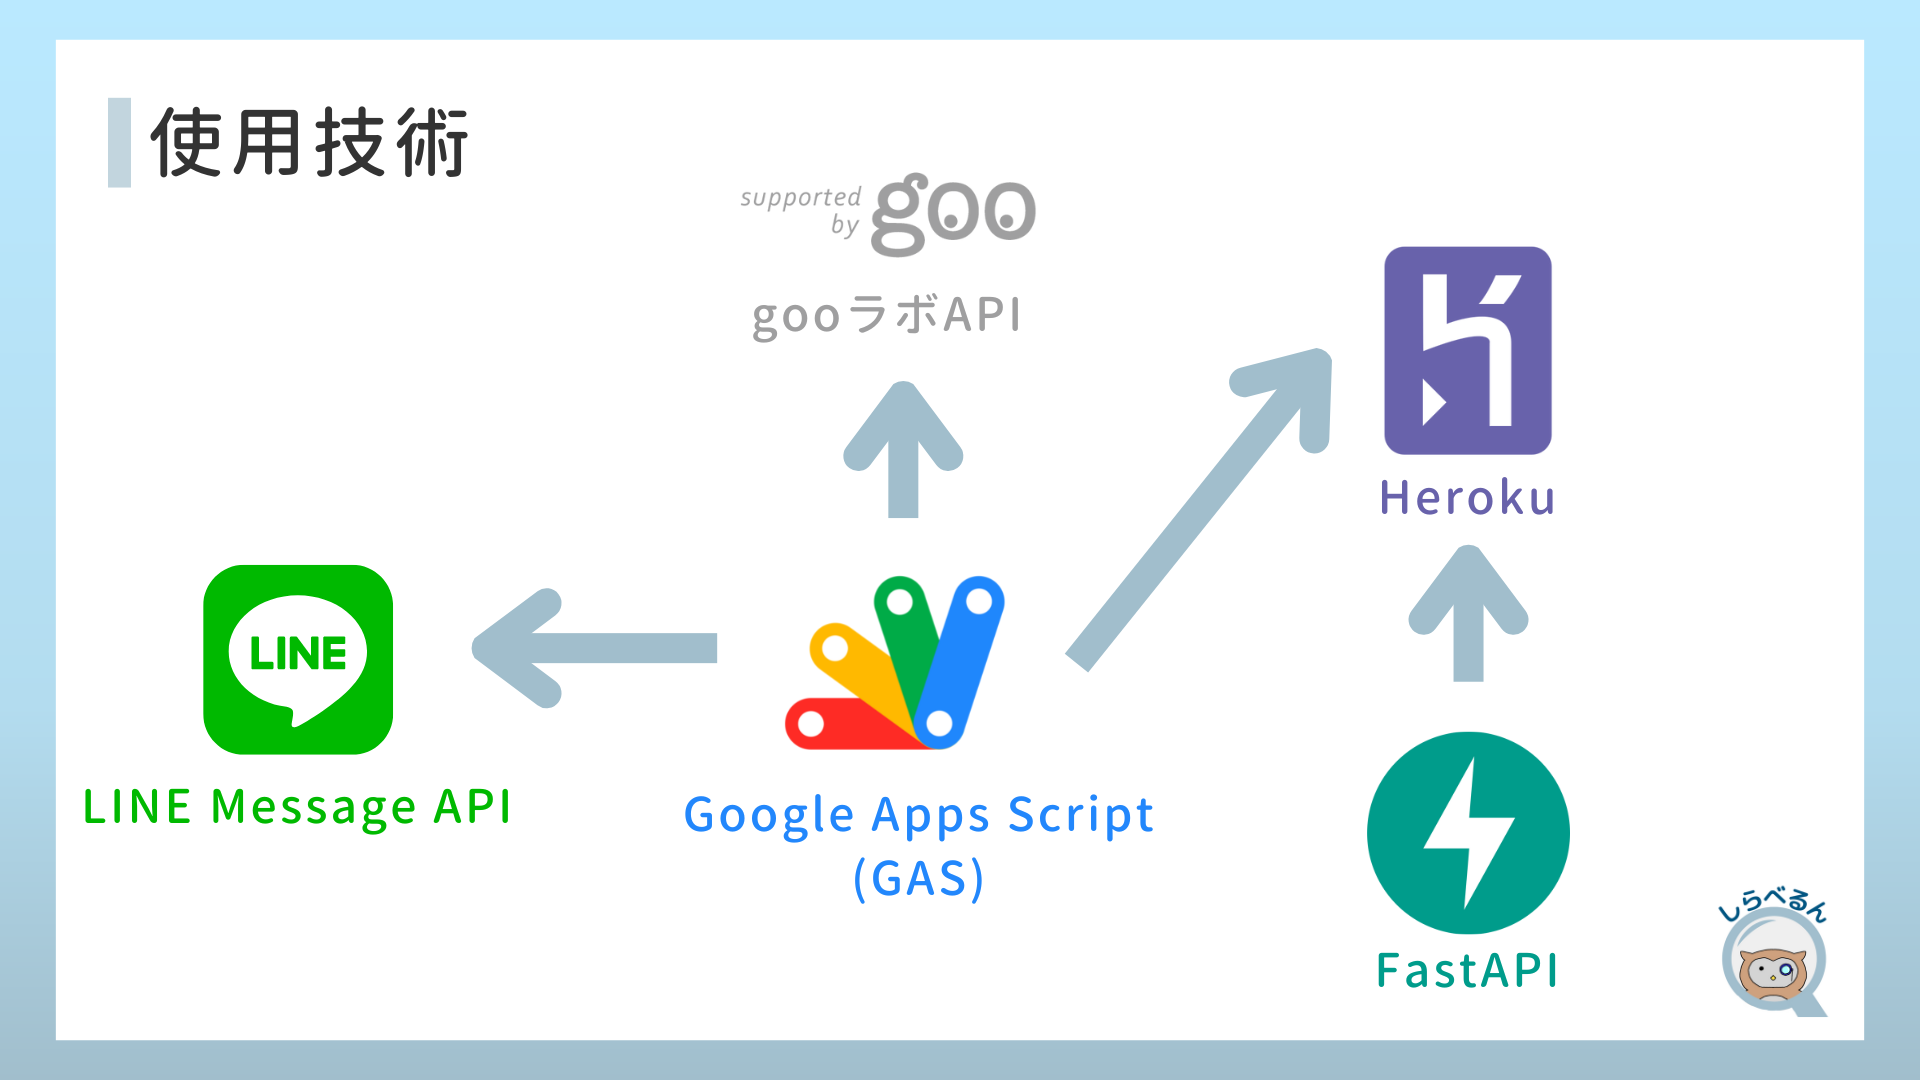 使用技術
supported
by goo
gooラボAPI
Heroku
LINE
LINE Message API
Google Apps Script
(GAS)
FastAPI
しらべるん